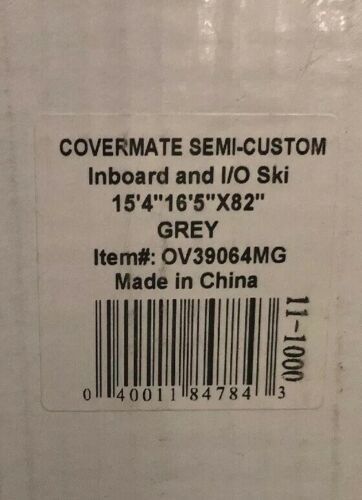 COVERMATE SEMI-CUSTOM
Inboard and I/O Ski
15'4"16'5"X82"
GREY
Item#: OV39064MG
Made in China
11-1000
0 40011 84784 3